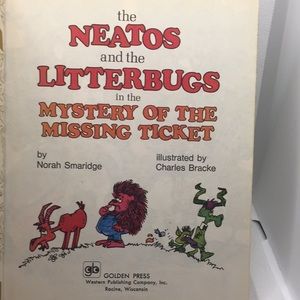 the
NEATOS
and the
LITTERBUGS
in the
MYSTERY OF THE
MISSING TICKET
by
Norah Smaridge
illustrated by
Charles Bracke
GOLDEN PRESS
Western Publishing Company, Inc.
Racine, Wisconsin